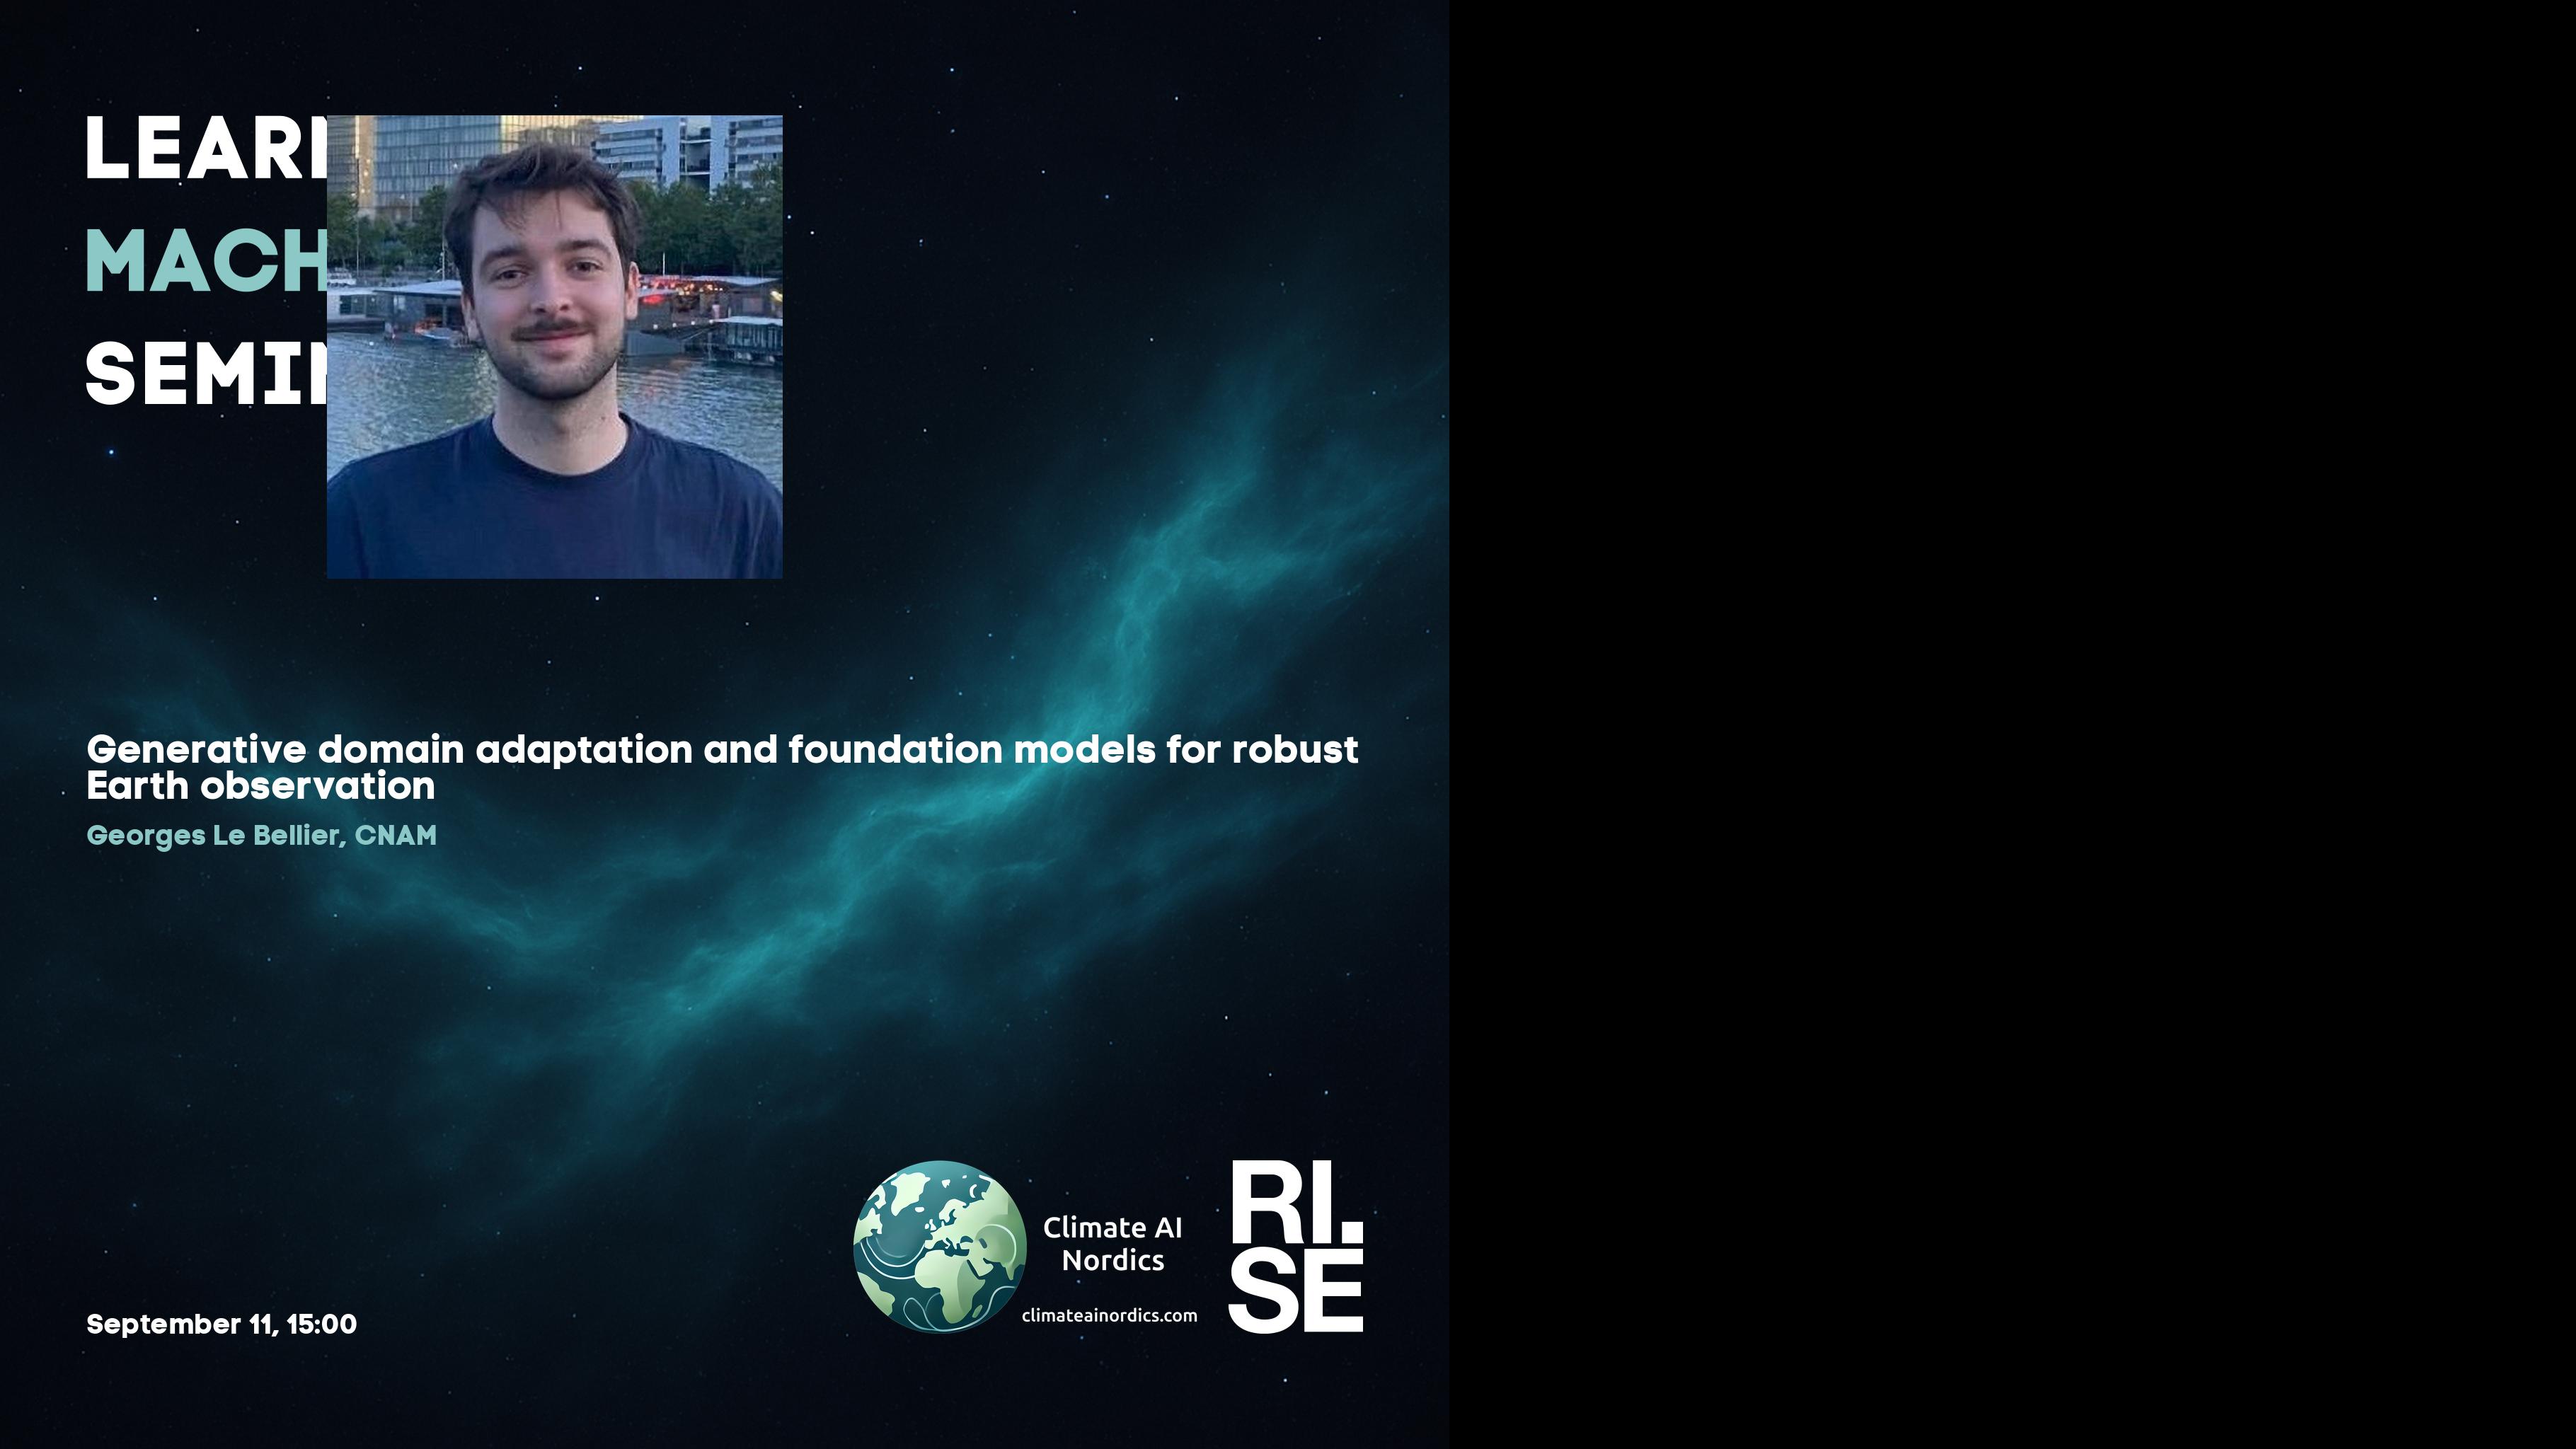 LEAR
MACH
SEMI
Generative domain adaptation and foundation models for robust
Earth observation
Georges Le Bellier, CNAM
Climate AI
Nordics
climateainordics.com
RI.
SE
September 11, 15:00